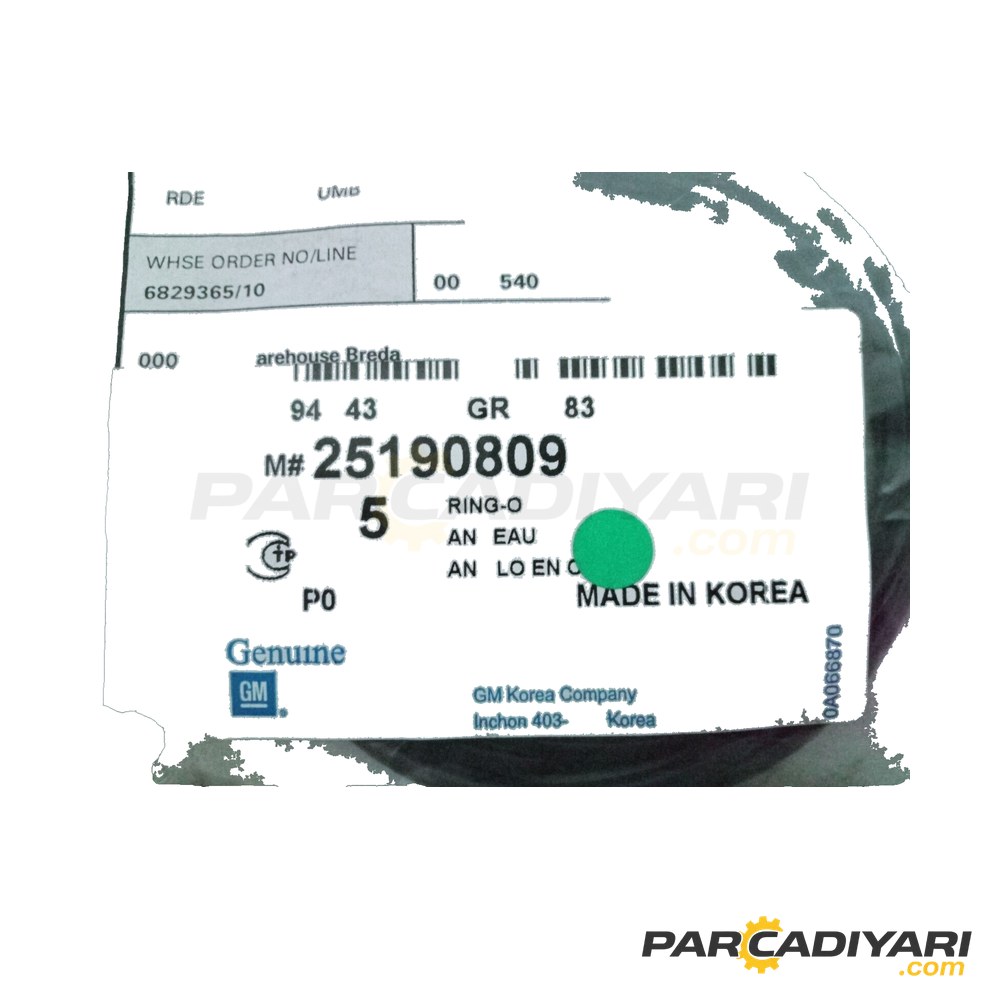 RDE UMB
WHSE ORDER NO/LINE
6829365/10
00 540
000 arehouse Breda
94 43 GR 83
M# 25190809
PARCADIYARI
.com
5 RING-O
AN EAU
AN LO EN
P0
MADE IN KOREA
Genuine
GM
GM Korea Company
Inchon 403- Korea
0A066870
PARCADIYARI
.com